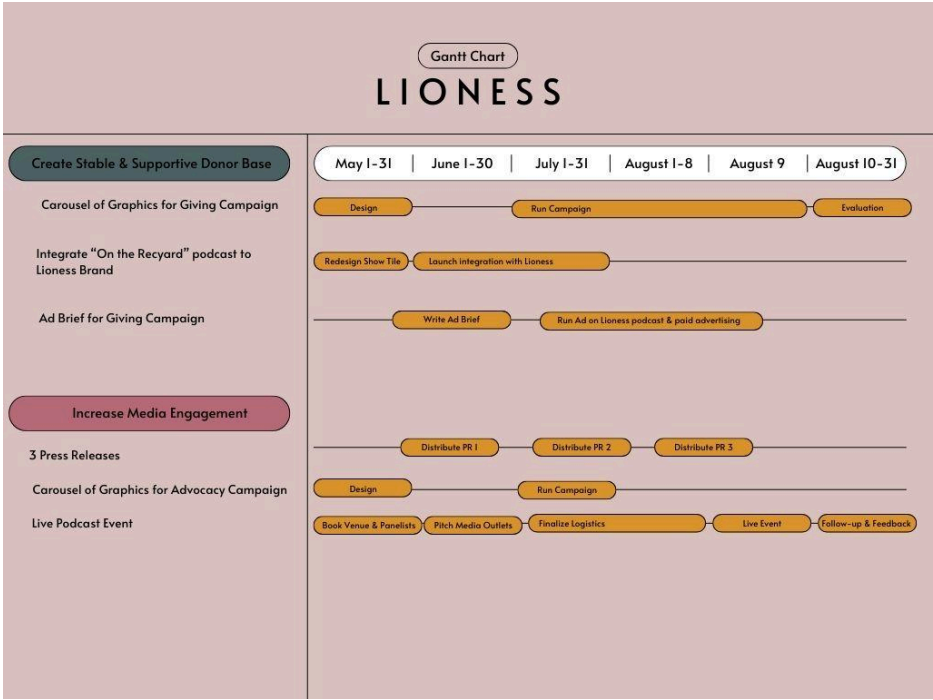 Gantt Chart
LIONESS
Create Stable & Supportive Donor Base
May 1-31 | June 1-30 | July 1-31 | August 1-8 | August 9 | August 10-31
Carousel of Graphics for Giving Campaign
Design
Run Campaign
Evaluation
Integrate “On the Recyard” podcast to
Lioness Brand
Redesign Show Tile
Launch integration with Lioness
Ad Brief for Giving Campaign
Write Ad Brief
Run Ad on Lioness podcast & paid advertising
Increase Media Engagement
3 Press Releases
Distribute PR 1
Distribute PR 2
Distribute PR 3
Carousel of Graphics for Advocacy Campaign
Design
Run Campaign
Live Podcast Event
Book Venue & Panelists
Pitch Media Outlets
Finalize Logistics
Live Event
Follow-up & Feedback